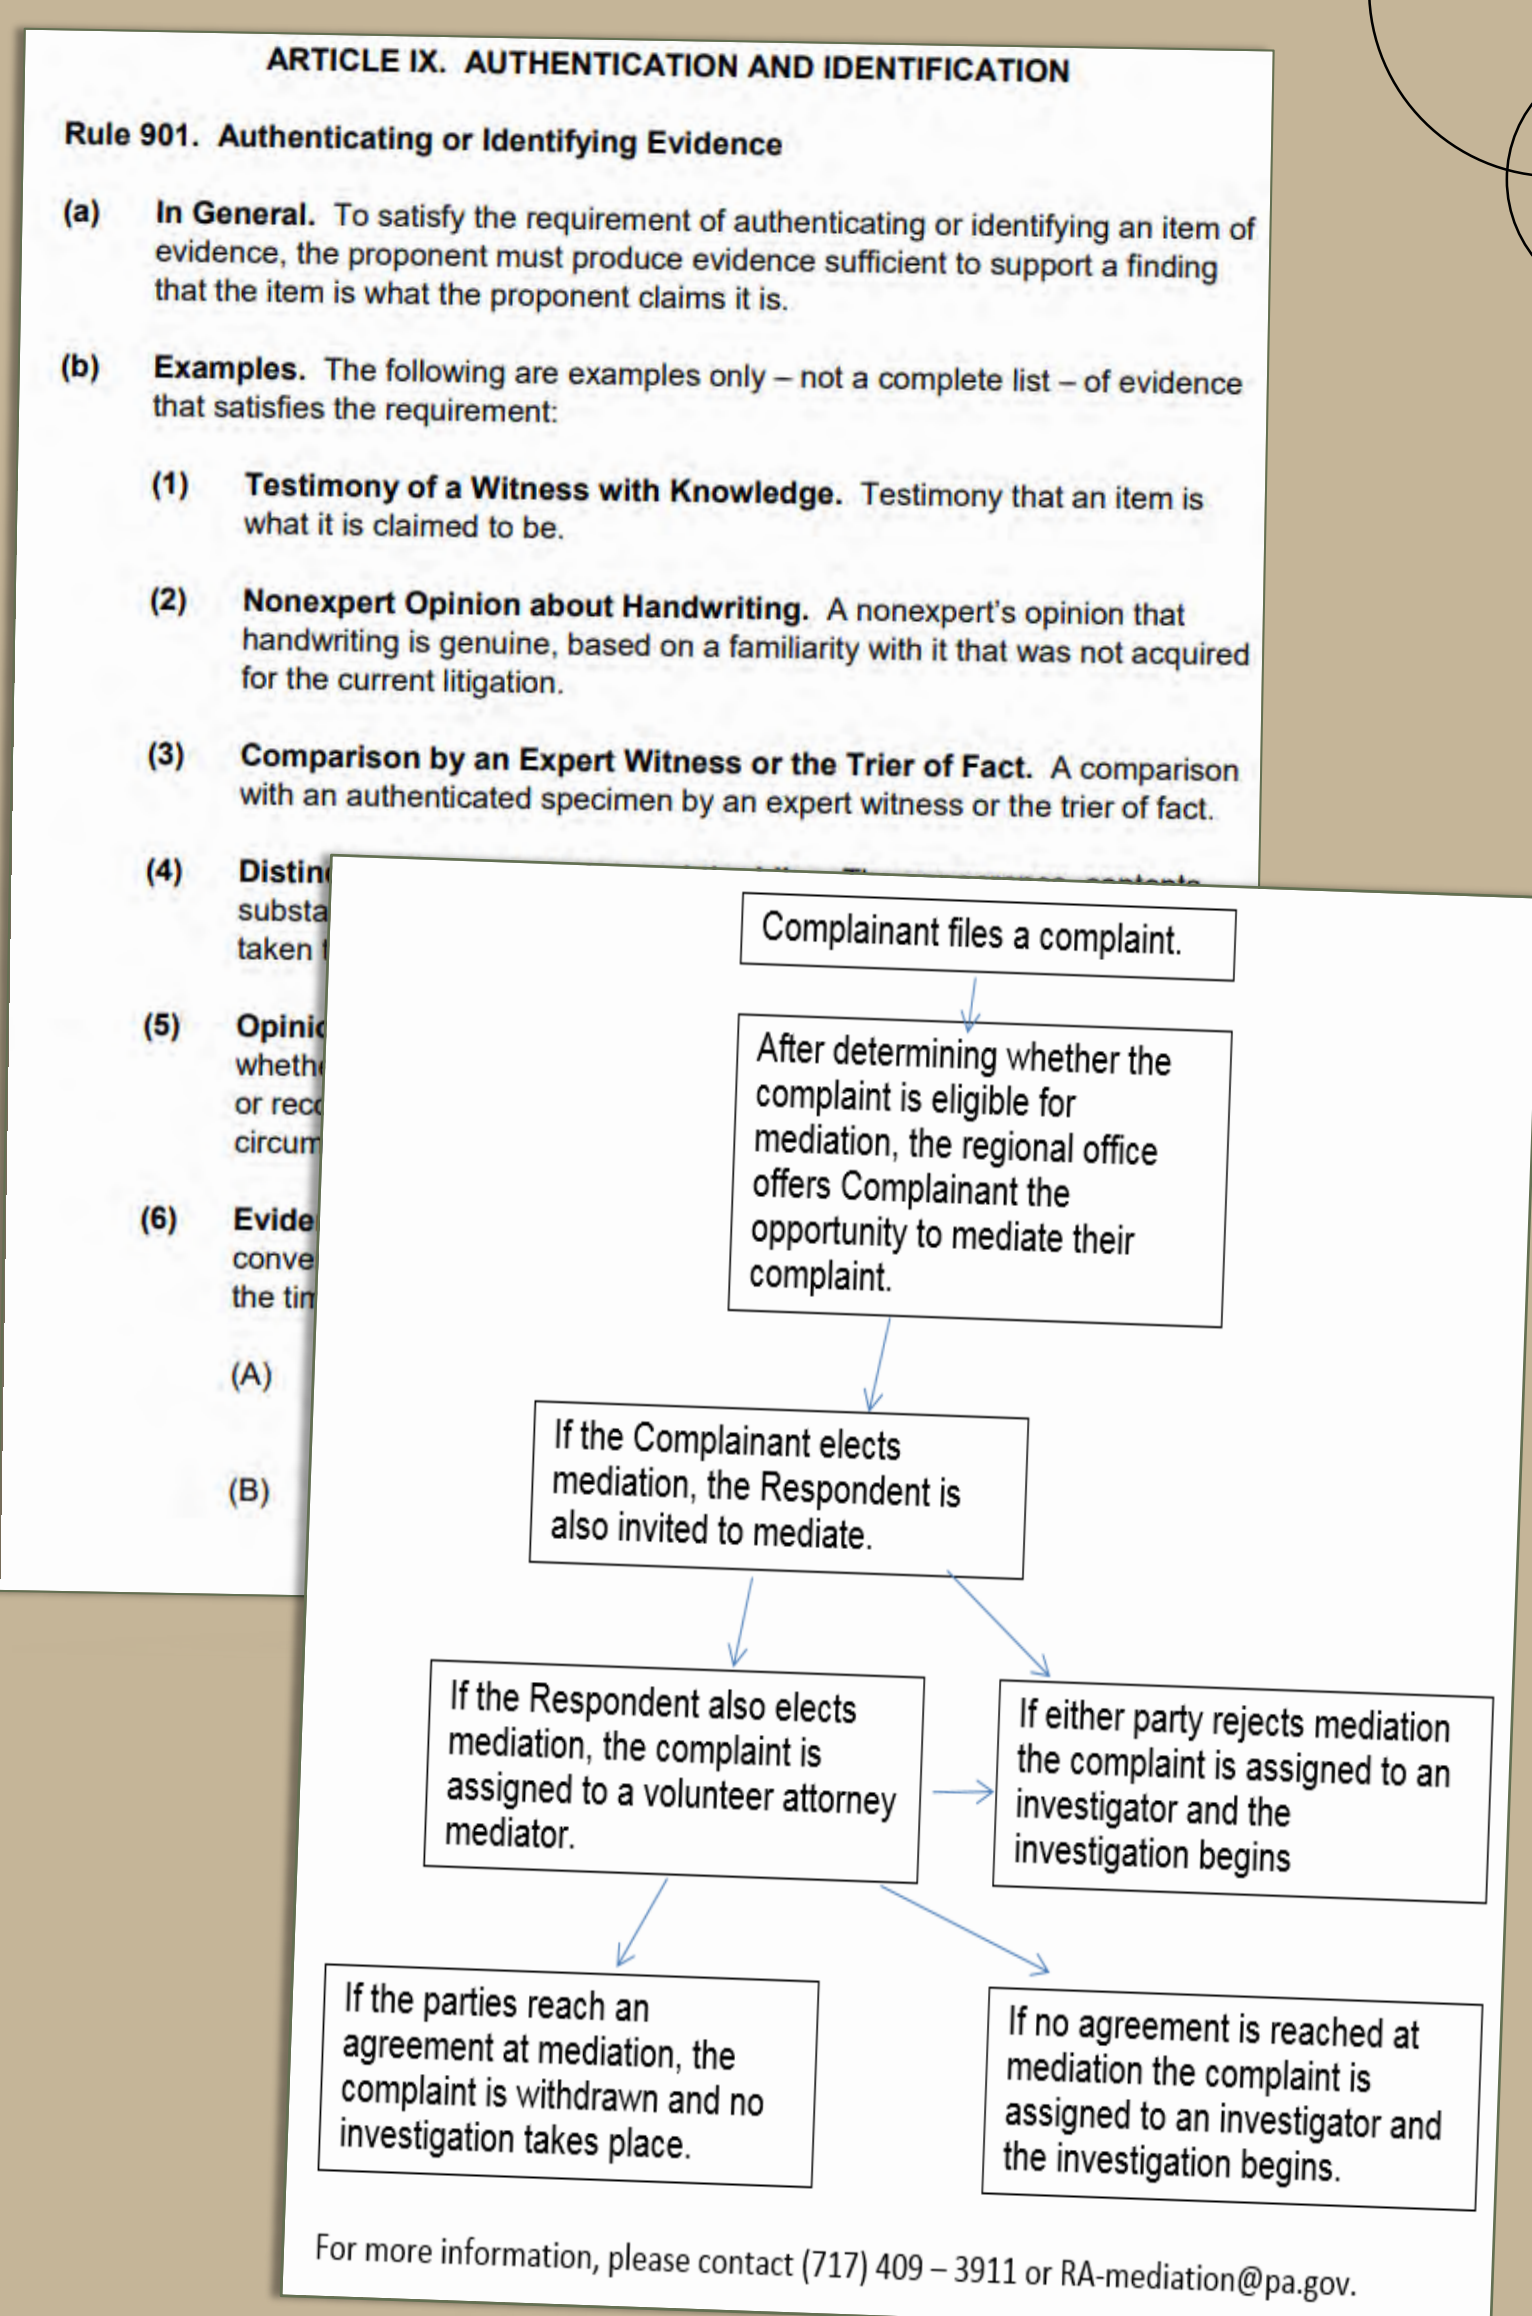 ARTICLE IX. AUTHENTICATION AND IDENTIFICATION
Rule 901. Authenticating or Identifying Evidence
(a) In General. To satisfy the requirement of authenticating or identifying an item of
evidence, the proponent must produce evidence sufficient to support a finding
that the item is what the proponent claims it is.
(b) Examples. The following are examples only – not a complete list – of evidence
that satisfies the requirement:
(1) Testimony of a Witness with Knowledge. Testimony that an item is
what it is claimed to be.
(2) Nonexpert Opinion about Handwriting. A nonexpert's opinion that
handwriting is genuine, based on a familiarity with it that was not acquired
for the current litigation.
(3) Comparison by an Expert Witness or the Trier of Fact. A comparison
with an authenticated specimen by an expert witness or the trier of fact.
(4)
taken
(5)
or
(6)
the
(A)
(B)
Complainant files a complaint.
After determining whether the
complaint is eligible for
mediation, the regional office
offers Complainant the
opportunity to mediate their
complaint.
If the Complainant elects
mediation, the Respondent is
also invited to mediate.
If the Respondent also elects
mediation, the complaint is
assigned to a volunteer attorney
mediator.
If either party rejects mediation
the complaint is assigned to an
investigator and the
investigation begins
If the parties reach an
agreement at mediation, the
complaint is withdrawn and no
investigation takes place.
If no agreement is reached at
mediation the complaint is
assigned to an investigator and
the investigation begins.
For more information, please contact (717) 409 – 3911 or RA-mediation@pa.gov.